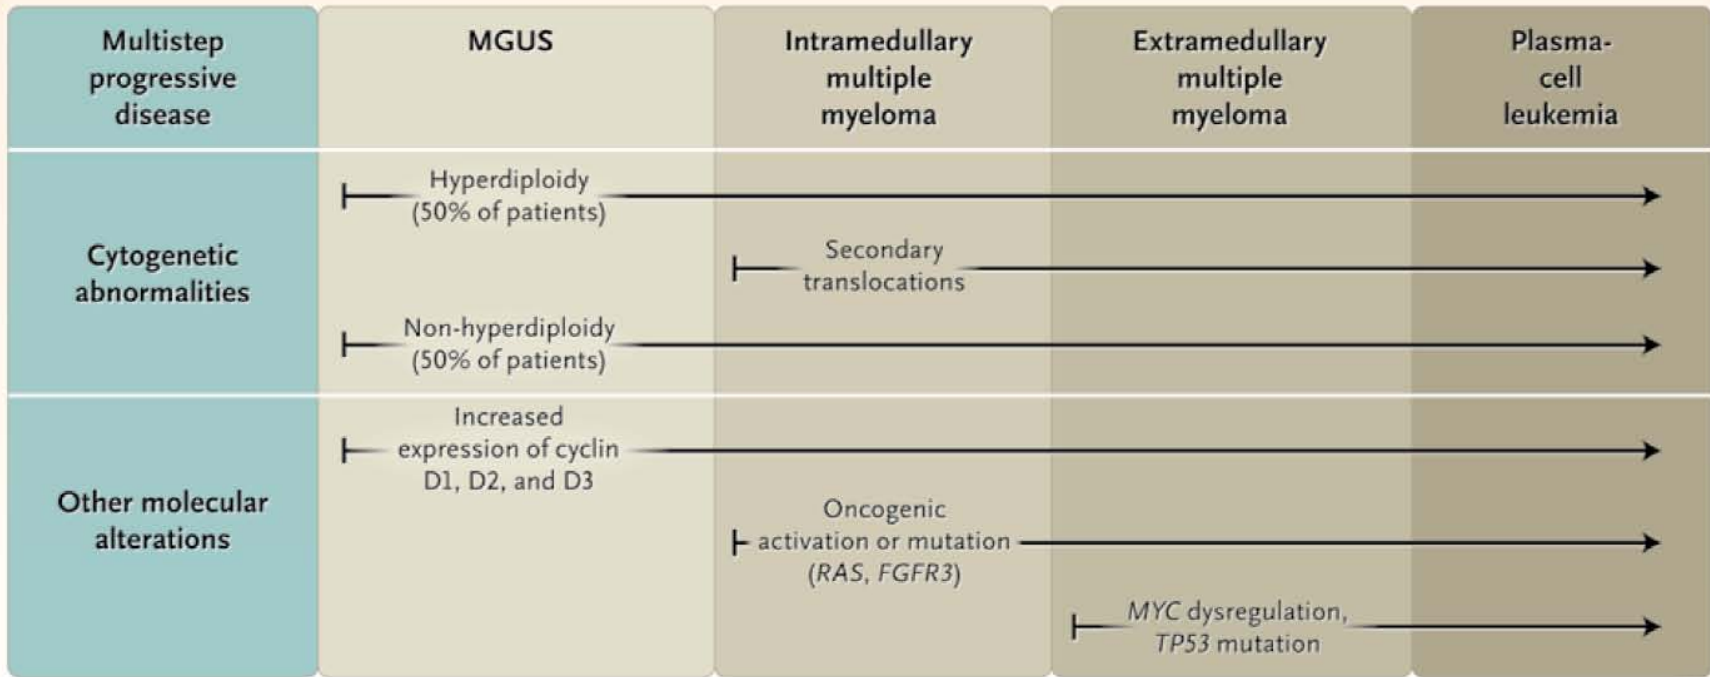 Multistep
progressive
disease
MGUS
Intramedullary
multiple
myeloma
Extramedullary
multiple
myeloma
Plasma-
cell
leukemia
Cytogenetic
abnormalities
Hyperdiploidy
(50% of patients)
Secondary
translocations
Non-hyperdiploidy
(50% of patients)
Other molecular
alterations
Increased
expression of cyclin
D1, D2, and D3
Oncogenic
activation or mutation
(RAS, FGFR3)
MYC dysregulation,
TP53 mutation